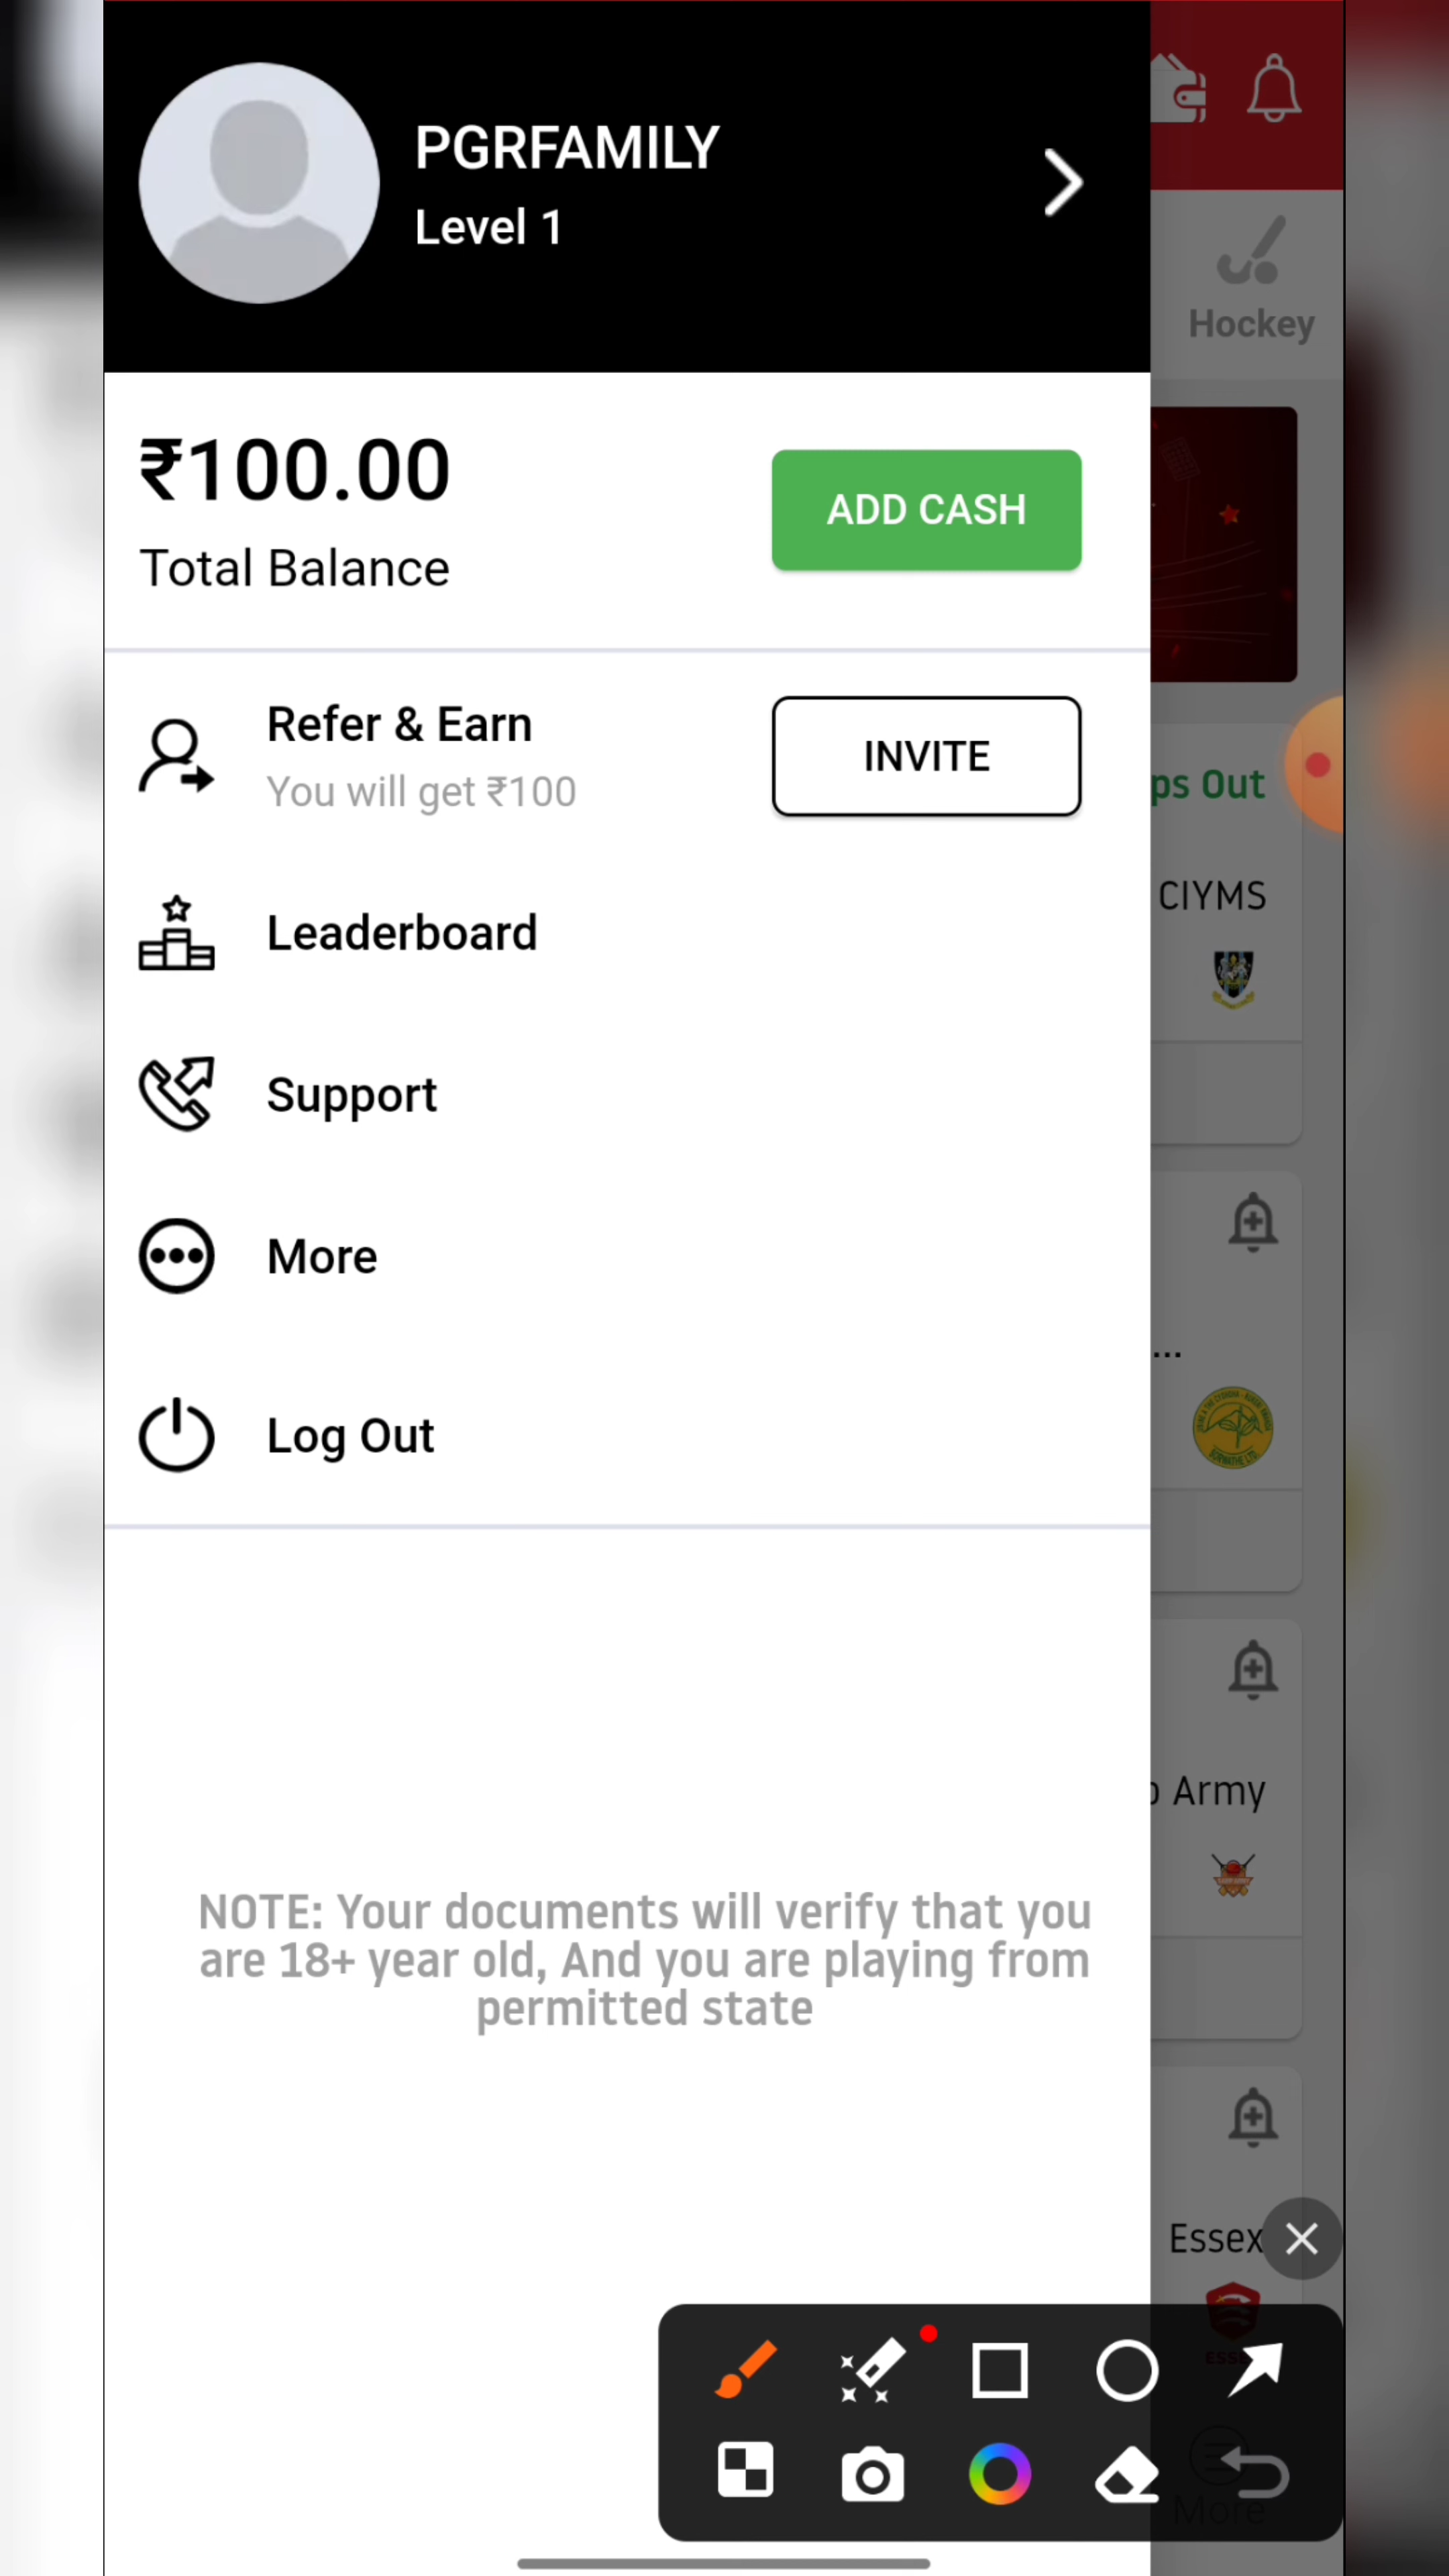 PGRFAMILY
Level 1
Hockey
₹100.00
Total Balance
ADD CASH
Refer & Earn
You will get ₹100
INVITE
ps Out
CIYMS
Leaderboard
Support
More
...
Log Out
Army
NOTE: Your documents will verify that you
are 18+ year old, And you are playing from
permitted state
Essex
More